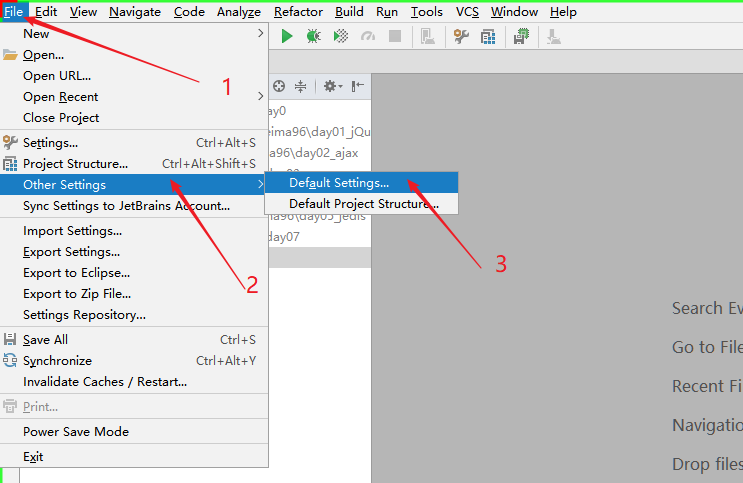 File Edit View Navigate Code Analyze Refactor Build Run Tools VCS Window Help
New
Open...
Open URL...
Open Recent
Close Project
Settings... Ctrl+Alt+S
Project Structure... Ctrl+Alt+Shift+S
Other Settings
Sync Settings to JetBrains Account...
Import Settings...
Export Settings...
Export to Eclipse...
Export to Zip File...
Settings Repository...
Save All Ctrl+S
Synchronize Ctrl+Alt+Y
Invalidate Caches / Restart...
Print...
Power Save Mode
Exit
Default Settings...
Default Project Structure...
1
2
3
ay0
eima96\day01_jQu
ma96\day02_ajax
ma96\day05_jedis
day07
Search Ev
Go to File
Recent Fi
Navigatio
Drop files